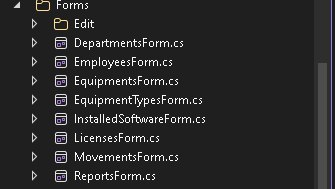 Forms
Edit
DepartmentsForm.cs
EmployeesForm.cs
EquipmentsForm.cs
EquipmentTypesForm.cs
InstalledSoftwareForm.cs
LicensesForm.cs
MovementsForm.cs
ReportsForm.cs